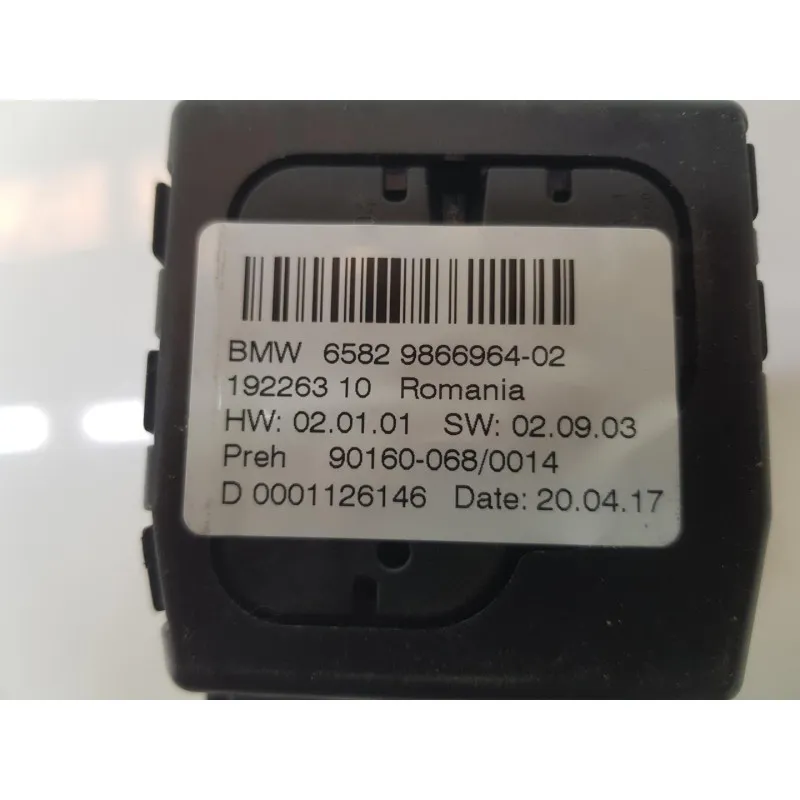 BMW 6582 9866964-02
192263 10 Romania
HW: 02.01.01 SW: 02.09.03
Preh 90160-068/0014
D 0001126146 Date: 20.04.17